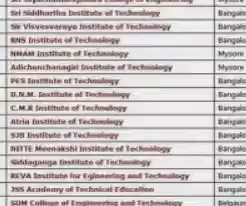 Sri Siddhartha Institute of Technology Bangalo
Sir Visvesvaraya Institute of Technology Bangalo
RNS Institute of Technology Bangalo
NMAM Institute of Technology Mysore
Adichunchanagiri Institute of Technology Mysore
PES Institute of Technology Bangalo
D.N.M. Institute of Technology Bangalo
C.M.R Institute of Technology Bangalo
Atria Institute of Technology Bangalo
SJB Institute of Technology Bangalo
NITTE Meenakshi Institute of Technology Bangalo
Siddaganga Institute of Technology Bangalo
REVA Institute for Egineering and Technology Bangalo
JNS Academy of Technical Education Bangalo
SDM College of Engineering and Technology Belgaum